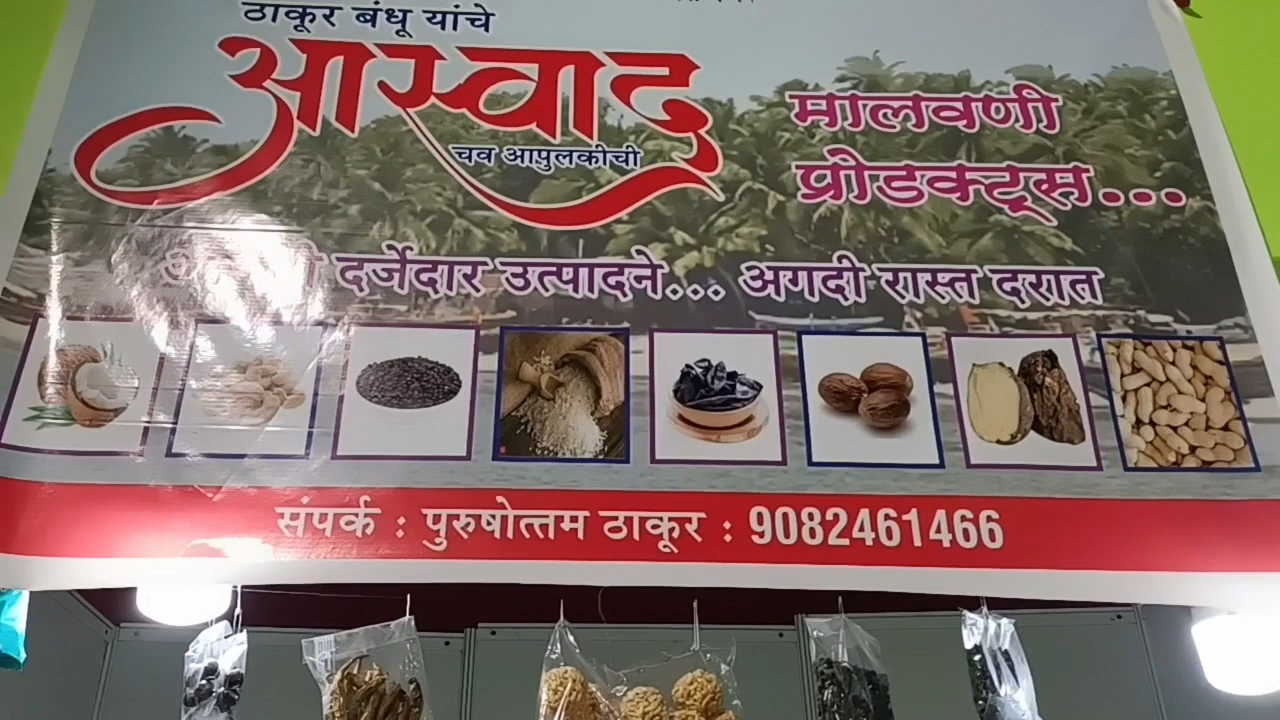 ठाकूर बंधू यांचे
आस्वाद
चव आपुलकीची
मालवणी
प्रोडक्ट्स...
दर्जेदार उत्पादने... अगदी रास्त दरात
संपर्क : पुरुषोत्तम ठाकूर : 9082461466